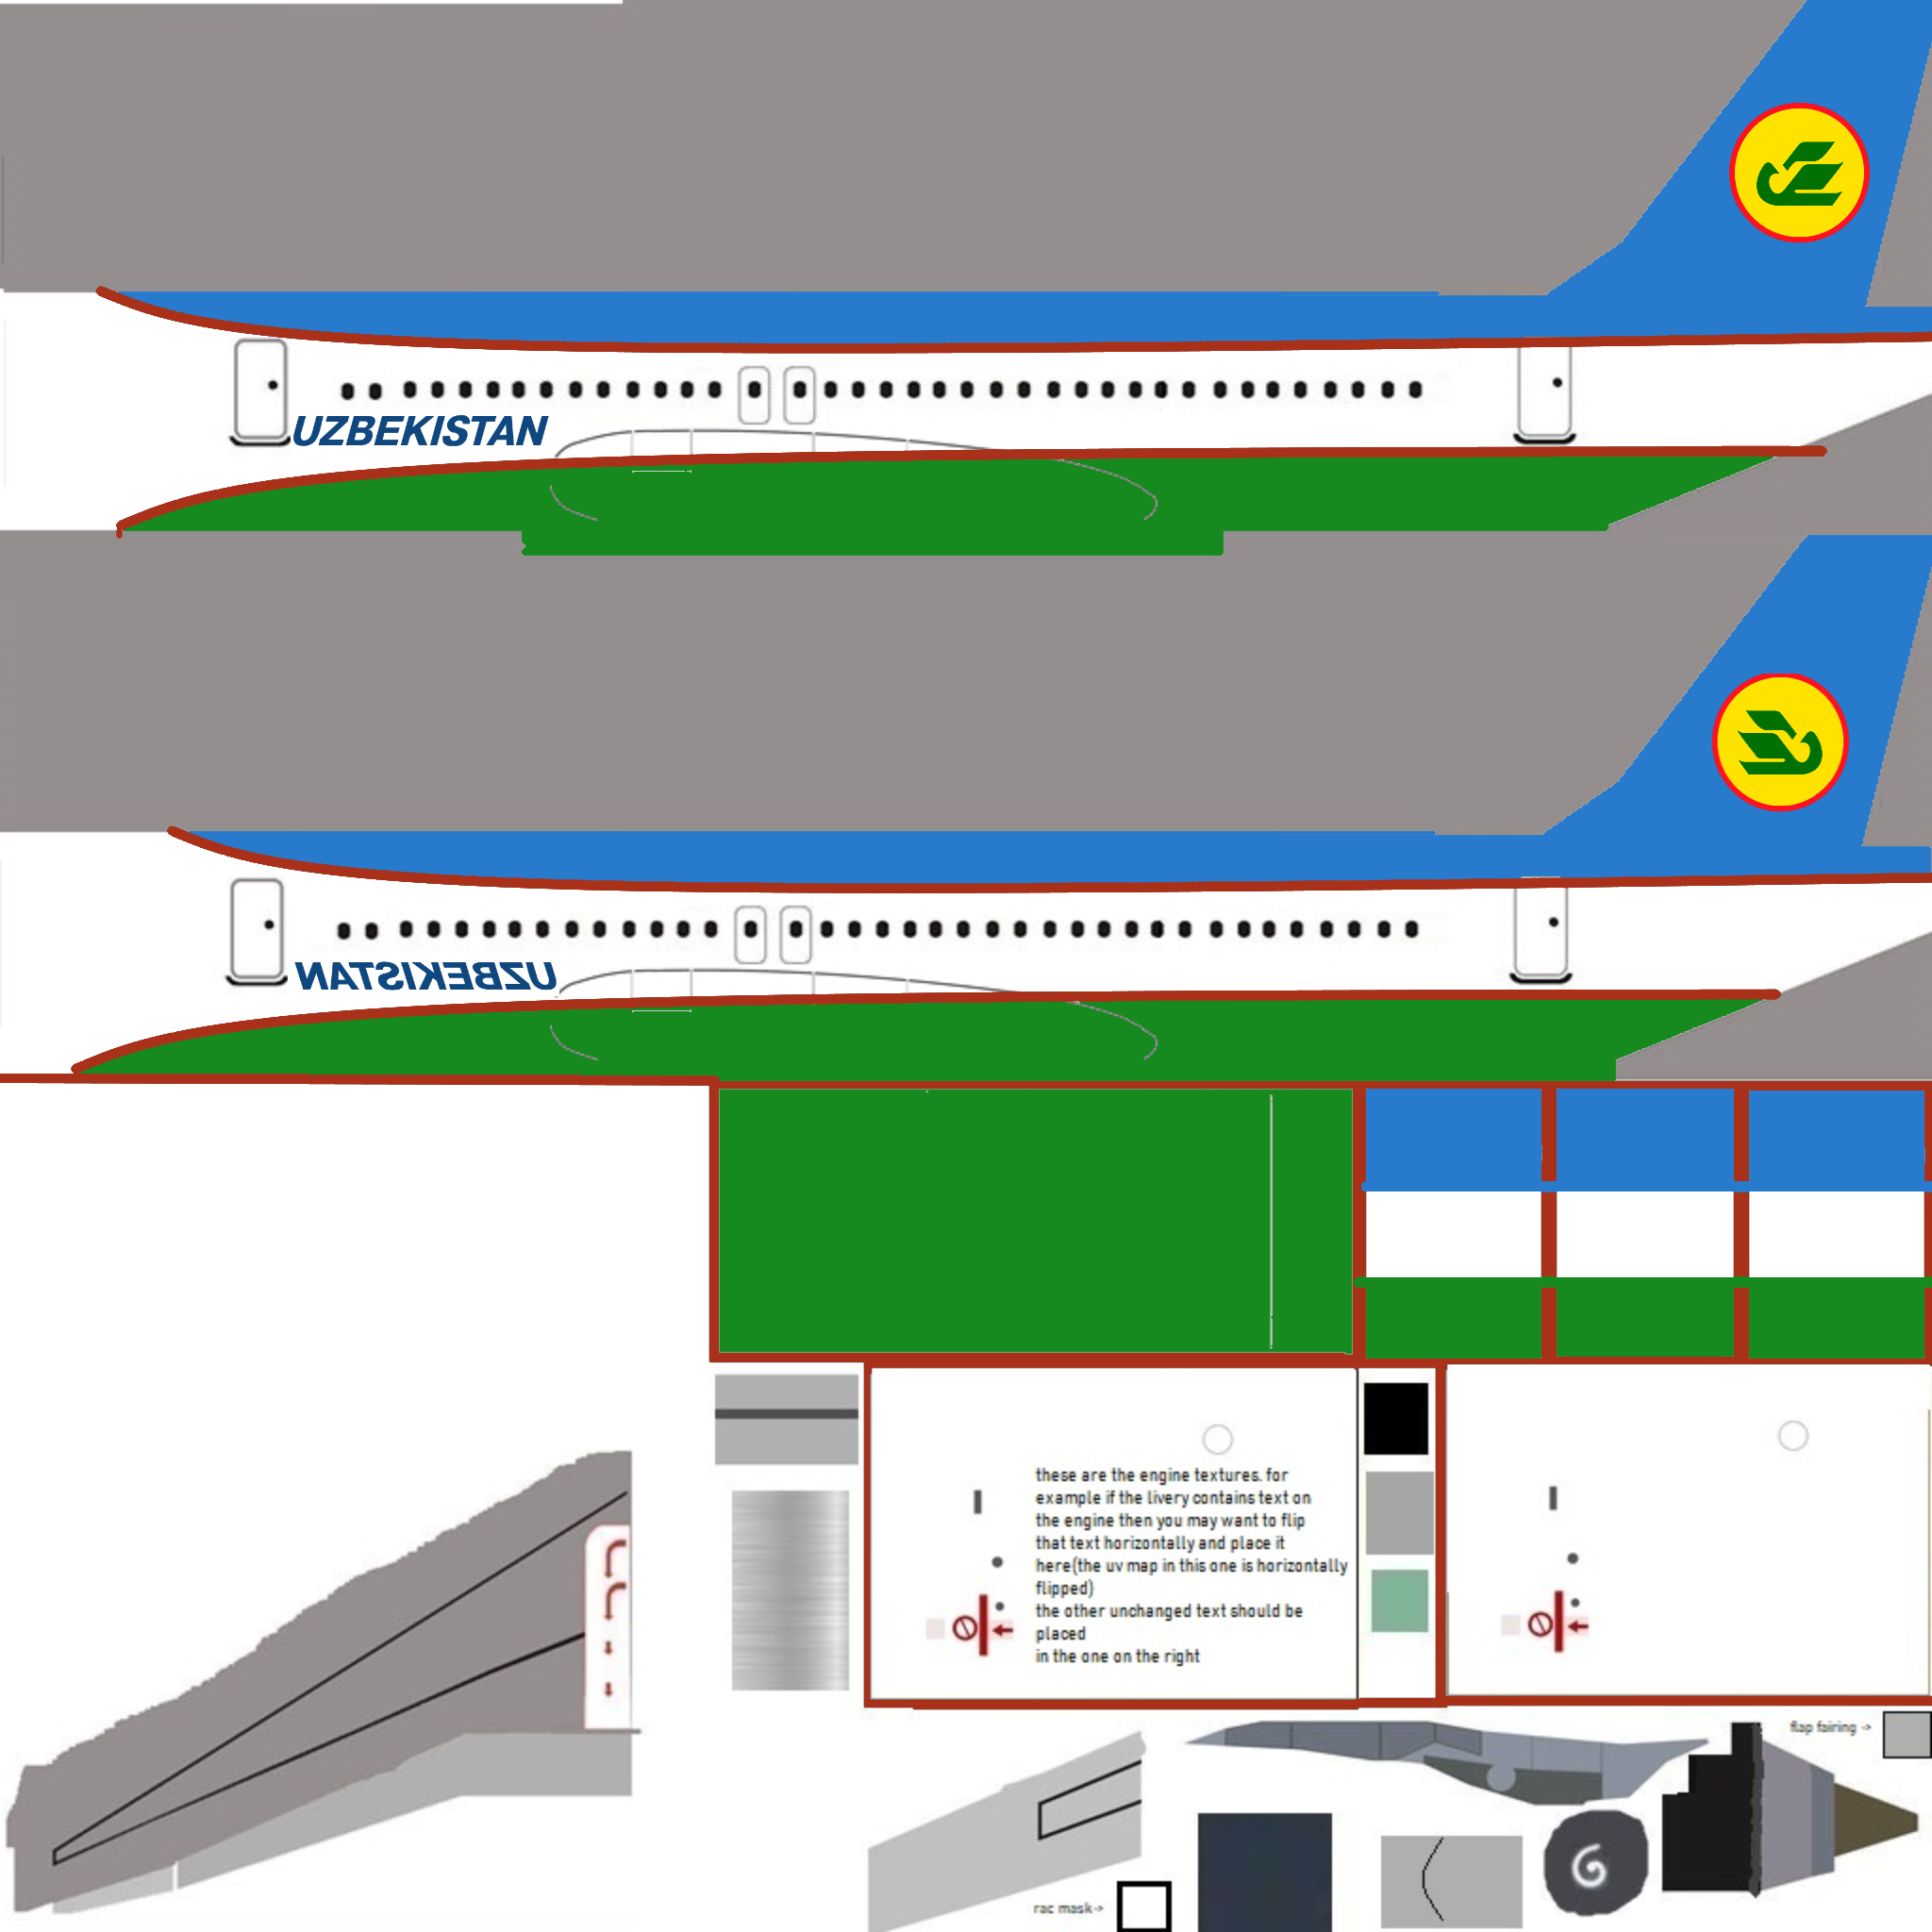 UZBEKISTAN
UZBEKISTAN
these are the engine textures. for
example if the livery contains text on
the engine then you may want to flip
that text horizontally and place it
here(the uv map in this one is horizontally
flipped)
the other unchanged text should be
placed
in the one on the right
flap fairing ->
rac mask->